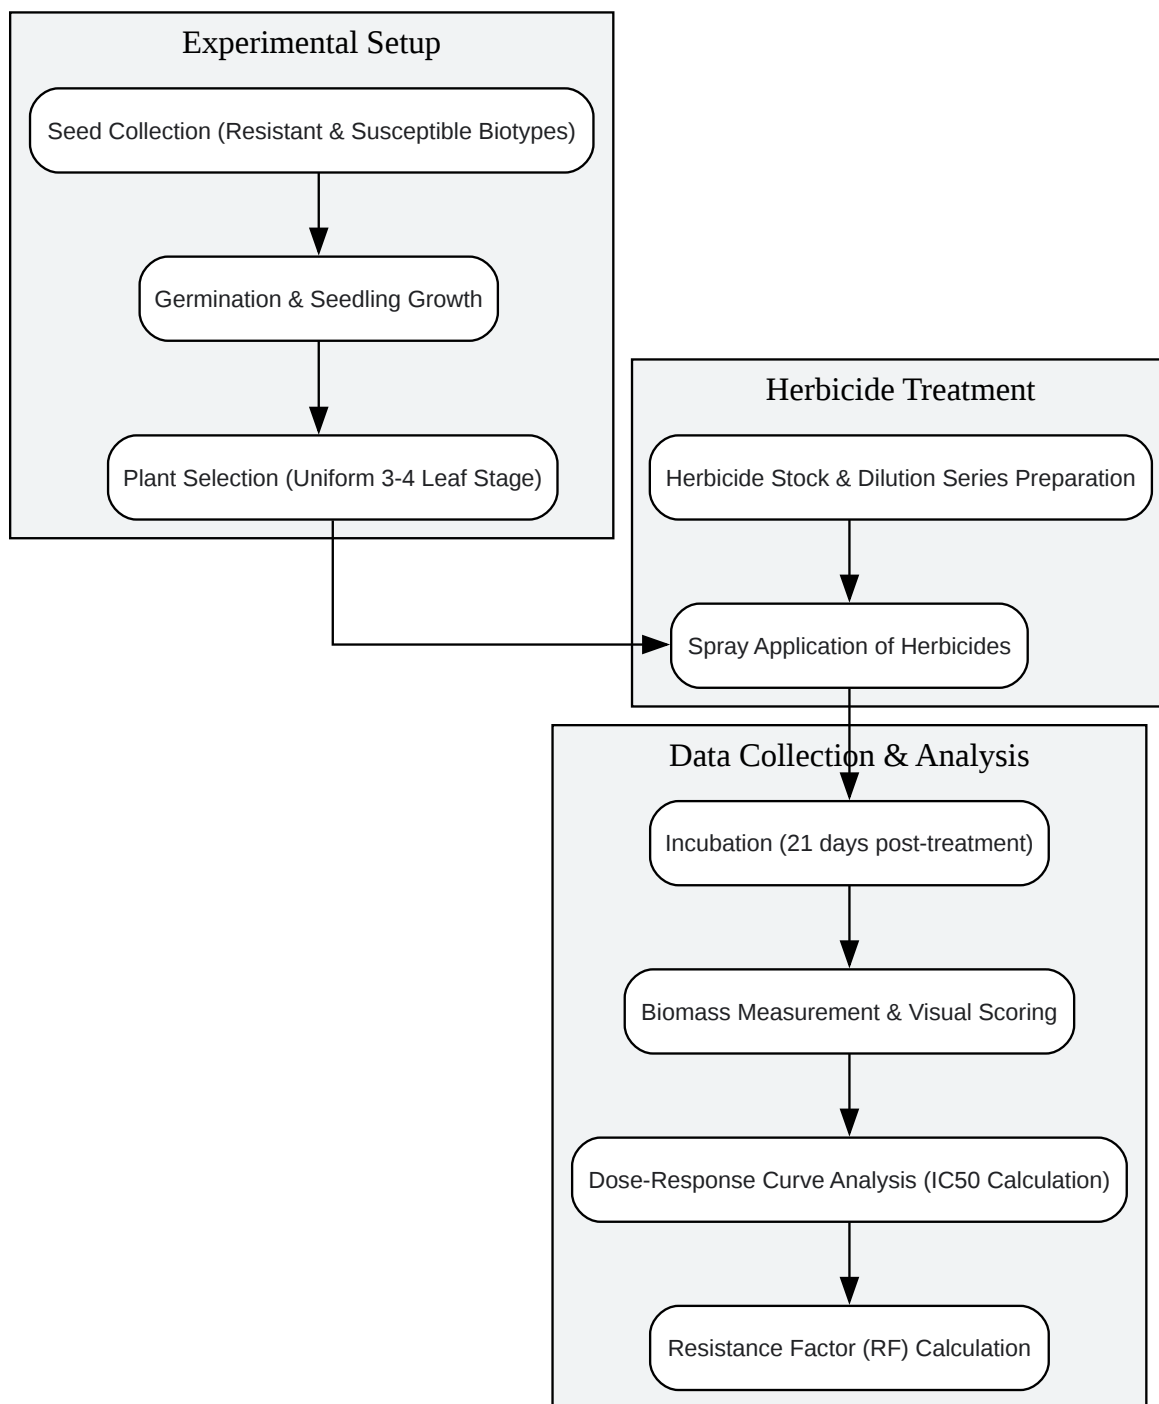 Experimental Setup
Seed Collection (Resistant & Susceptible Biotypes)
Germination & Seedling Growth
Plant Selection (Uniform 3-4 Leaf Stage)
Herbicide Treatment
Herbicide Stock & Dilution Series Preparation
Spray Application of Herbicides
Data Collection & Analysis
Incubation (21 days post-treatment)
Biomass Measurement & Visual Scoring
Dose-Response Curve Analysis (IC50 Calculation)
Resistance Factor (RF) Calculation